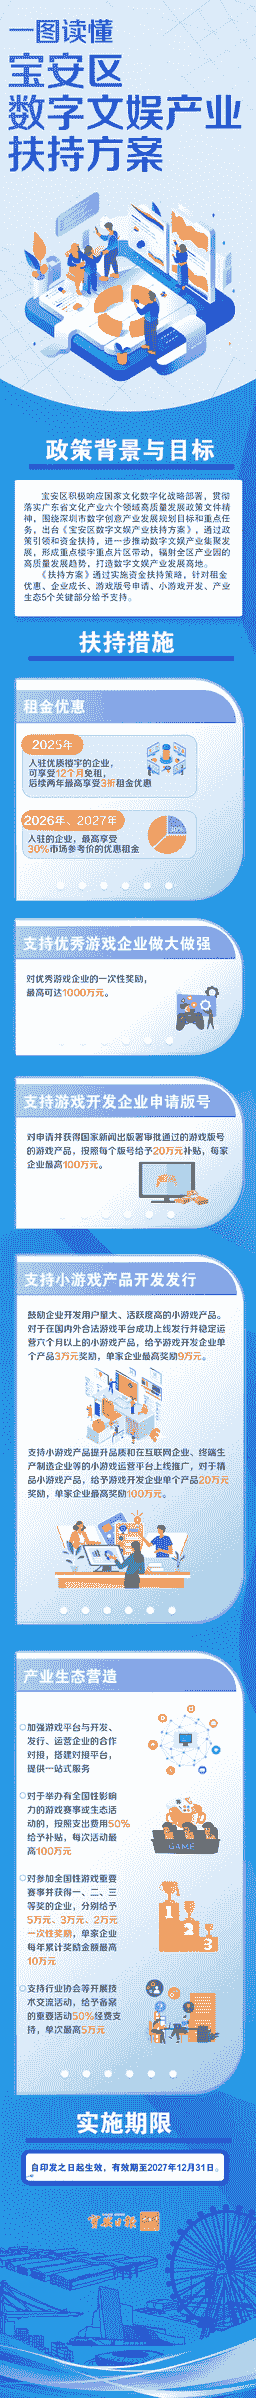 一图读懂
宝安区
数字文娱产业
扶持方案
政策背景与目标
宝安区积极响应国家文化数字化战略部署，贯彻
落实广东省文化产业六个领域高质量发展政策文件精
神，围绕深圳市数字创意产业发展规划目标和重点任
务，出台《宝安区数字文娱产业扶持方案》，通过政
策引领和资金扶持，进一步推动数字文娱产业集聚发
展，形成重点楼宇重点片区带动，辐射全区产业园的
高质量发展趋势，打造数字文娱产业发展高地。
《扶持方案》通过实施资金扶持策略，针对租金
优惠、企业成长、游戏版号申请、小游戏开发、产业
生态5个关键部分给予支持。
扶持措施
租金优惠
2025年
入驻优质楼宇的企业，
可享受12个月免租，
后续两年最高享受3折租金优惠
2026年、2027年
入驻的企业，最高享受
30%市场参考价的优惠租金
30%
支持优秀游戏企业做大做强
对优秀游戏企业的一次性奖励，
最高可达1000万元。
支持游戏开发企业申请版号
对申请并获得国家新闻出版署审批通过的游戏版号
的游戏产品，按照每个版号给予20万元补贴，每家
企业最高100万元。
支持小游戏产品开发发行
鼓励企业开发用户量大、活跃度高的小游戏产品。
对于在国内外合法游戏平台成功上线发行并稳定运
营六个月以上的小游戏产品，给予游戏开发企业单
个产品3万元奖励，单家企业最高奖励9万元。
支持小游戏产品提升品质和在互联网企业、终端生
产制造企业等的小游戏运营平台上线推广，对于精
品小游戏产品，给予游戏开发企业单个产品20万元
奖励，单家企业最高奖励100万元。
产业生态营造
加强游戏平台与开发、
发行、运营企业的合作
对接，搭建对接平台，
提供一站式服务
对于举办有全国性影响
力的游戏赛事或生态活
动的，按照支出费用50%
给予补贴，每次活动最
高100万元
GAME
对参加全国性游戏重要
赛事并获得一、二、三
等奖的企业，分别给予
5万元、3万元、2万元
一次性奖励，单家企业
每年累计奖励金额最高
10万元
1
2
3
支持行业协会等开展技
术交流活动，给予备案
的重要活动50%经费支
持，单次最高5万元
实施期限
自印发之日起生效，有效期至2027年12月31日。
宝安日报